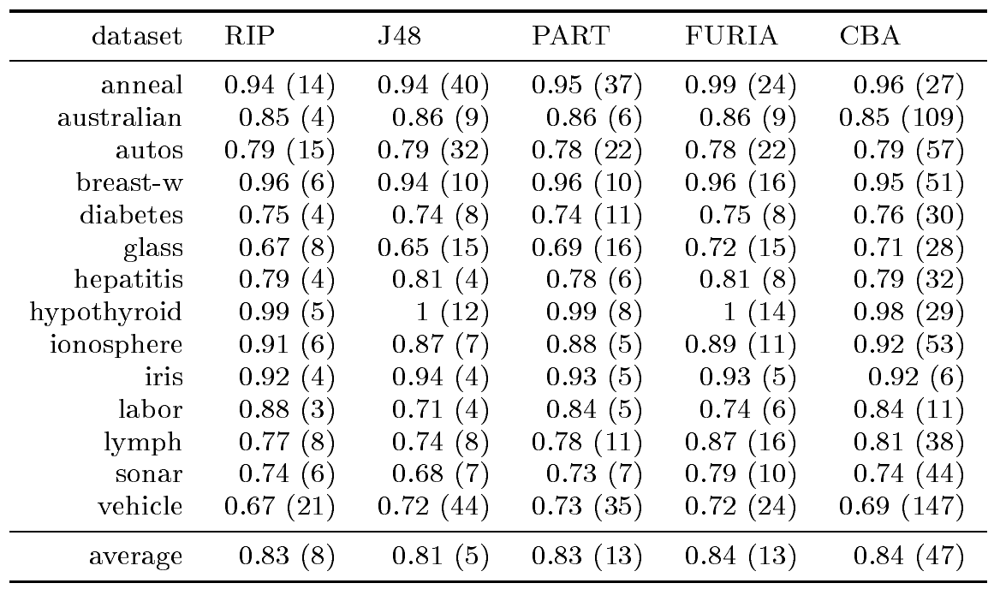 dataset RIP J48 PART FURIA CBA
anneal 0.94 (14) 0.94 (40) 0.95 (37) 0.99 (24) 0.96 (27)
australian 0.85 (4) 0.86 (9) 0.86 (6) 0.86 (9) 0.85 (109)
autos 0.79 (15) 0.79 (32) 0.78 (22) 0.78 (22) 0.79 (57)
breast-w 0.96 (6) 0.94 (10) 0.96 (10) 0.96 (16) 0.95 (51)
diabetes 0.75 (4) 0.74 (8) 0.74 (11) 0.75 (8) 0.76 (30)
glass 0.67 (8) 0.65 (15) 0.69 (16) 0.72 (15) 0.71 (28)
hepatitis 0.79 (4) 0.81 (4) 0.78 (6) 0.81 (8) 0.79 (32)
hypothyroid 0.99 (5) 1 (12) 0.99 (8) 1 (14) 0.98 (29)
ionosphere 0.91 (6) 0.87 (7) 0.88 (5) 0.89 (11) 0.92 (53)
iris 0.92 (4) 0.94 (4) 0.93 (5) 0.93 (5) 0.92 (6)
labor 0.88 (3) 0.71 (4) 0.84 (5) 0.74 (6) 0.84 (11)
lymph 0.77 (8) 0.74 (8) 0.78 (11) 0.87 (16) 0.81 (38)
sonar 0.74 (6) 0.68 (7) 0.73 (7) 0.79 (10) 0.74 (44)
vehicle 0.67 (21) 0.72 (44) 0.73 (35) 0.72 (24) 0.69 (147)
average 0.83 (8) 0.81 (5) 0.83 (13) 0.84 (13) 0.84 (47)